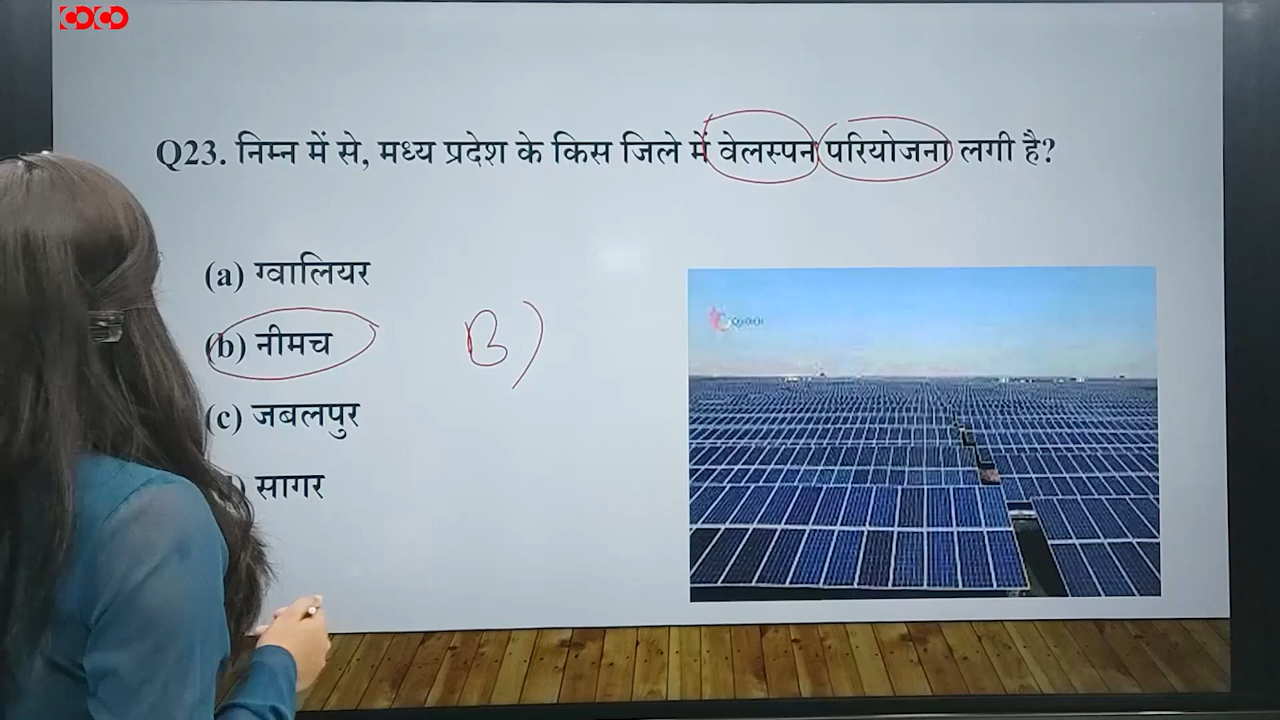 Q23. निम्न में से, मध्य प्रदेश के किस जिले में वेलस्पन परियोजना लगी है?
(a) ग्वालियर
(b) नीमच
B)
(c) जबलपुर
) सागर